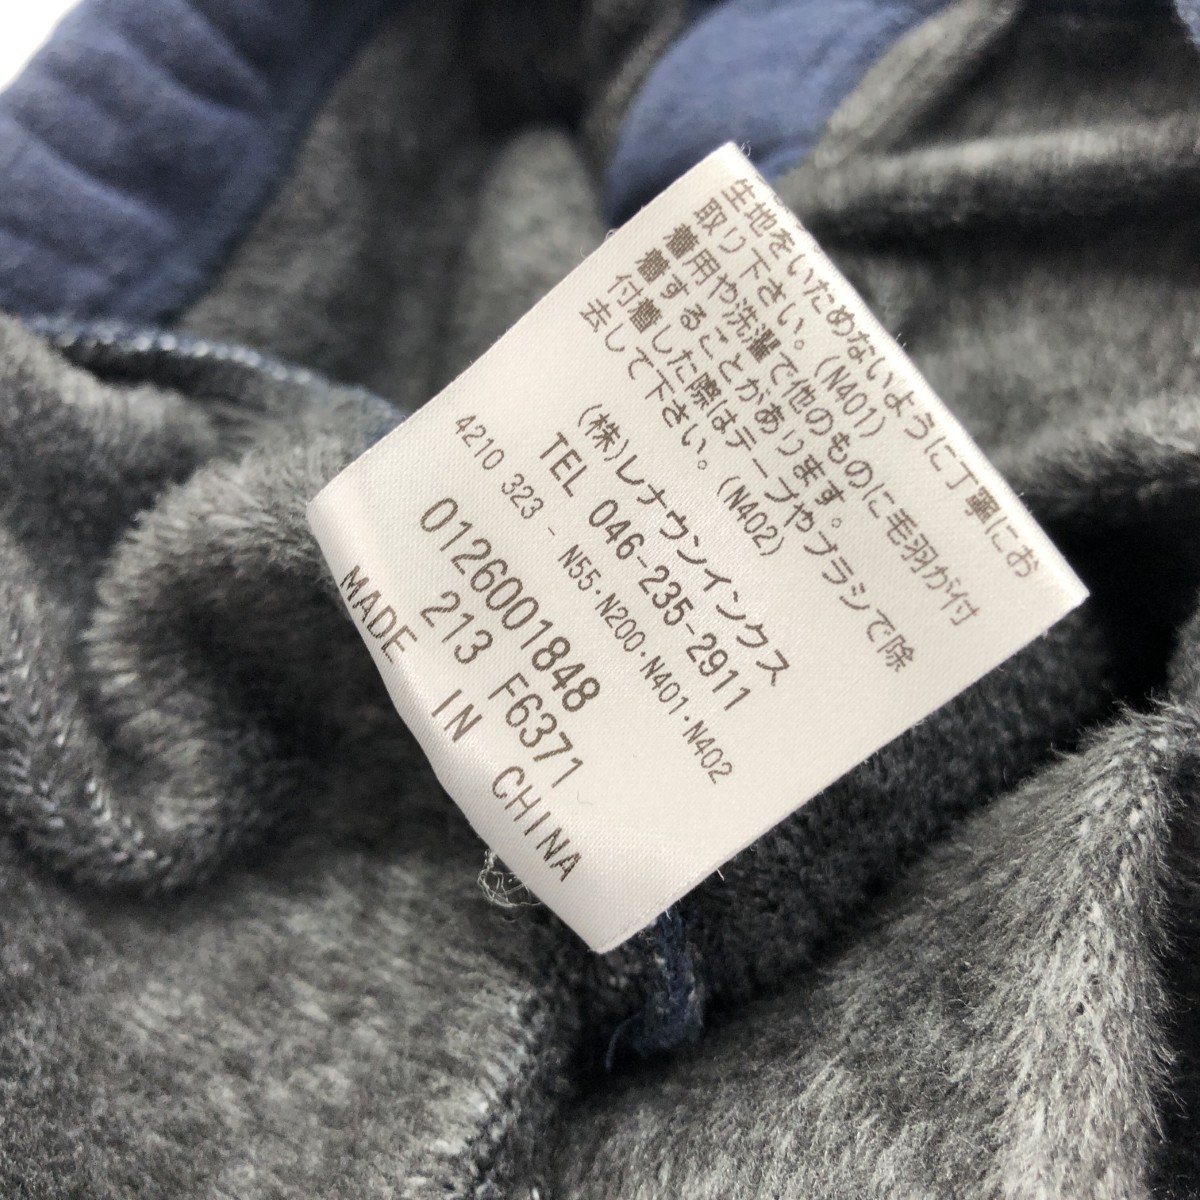 生地をいためないように丁寧にお
取り下さい。(N401)
着用や洗濯で他のものに毛羽が付
着することがあります。
付着した際はテープやブラシで除
去して下さい。(N402)
(株)レナウンインクス
TEL 046-235-2911
4210 323 - N55・N200・N401・N402
0126001848
213 F6371
MADE IN CHINA